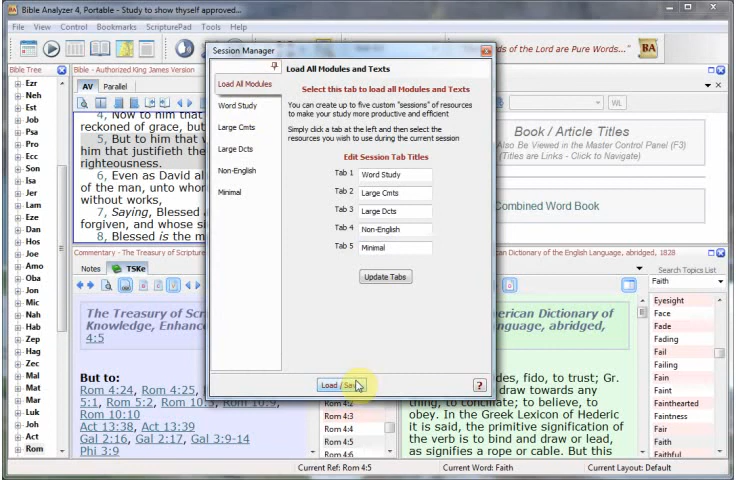 Bible Analyzer 4, Portable - Study to show thyself approved...
File View Control Bookmarks ScripturePad Tools Help
ds of the Lord are Pure Words..."
BA
Bible Tree
Bible - Authorized King James Version
AV Parallel
WL
Ezr
Neh
Est
Job
Psa
Pro
Ecc
Son
Isa
Jer
Lam
Eze
Dan
Hos
Joe
Amo
Oba
Jon
Mic
Nah
Hab
Zep
Hag
Zec
Mal
Mat
Mar
Luk
Joh
Act
Rom
4, Now to him that
reckoned of grace, but
5, But to him that
him that justifieth the
righteousness.
6, Even as David
of the man, unto
without works,
7, Saying, Blessed
forgiven, and whose
8, Blessed is the
Session Manager
Load All Modules
Word Study
Large Cmts
Large Dcts
Non-English
Minimal
Load All Modules and Texts
Select this tab to load all Modules and Texts
You can create up to five custom "sessions" of resources
to make your study more productive and efficient
Simply click a tab at the left and then select the
resources you wish to use during the current session
Edit Session Tab Titles
Tab 1 Word Study
Tab 2 Large Cmts
Tab 3 Large Dcts
Tab 4 Non-English
Tab 5 Minimal
Update Tabs
Load /
?
Book / Article Titles
Also Be Viewed in the Master Control Panel (F3)
(Titles are Links - Click to Navigate)
Combined Word Book
Commentary - The Treasury of Scripture
Notes TSKe
The Treasury of
Knowledge, Enhance
4:5
But to:
Rom 4:24, Rom 4:25,
5:1, Rom 5:2, Rom 10:3, Rom 10:9,
Rom 10:10
Act 13:38, Act 13:39
Gal 2:16, Gal 2:17, Gal 3:9-14
Phi 3:9
Rom 4:2
Rom 4:3
Rom 4:4
Rom 4:5
Rom 4:6
can Dictionary of the English Language, abridged, 1828
Search Topics List
Faith
erican Dictionary of
nguage, abridged,
des, fido, to trust; Gr.
draw towards any
thing, to conciliate; to believe, to
obey. In the Greek Lexicon of Hederic
it is said, the primitive signification of
the verb is to bind and draw or lead,
as signifies a rope or cable. But this
Eyesight
Face
Fade
Fading
Fail
Failing
Fain
Faint
Fainthearted
Faintness
Fair
Faith
Faithful
Current Ref: Rom 4:5
Current Word: Faith
Current Layout: Default